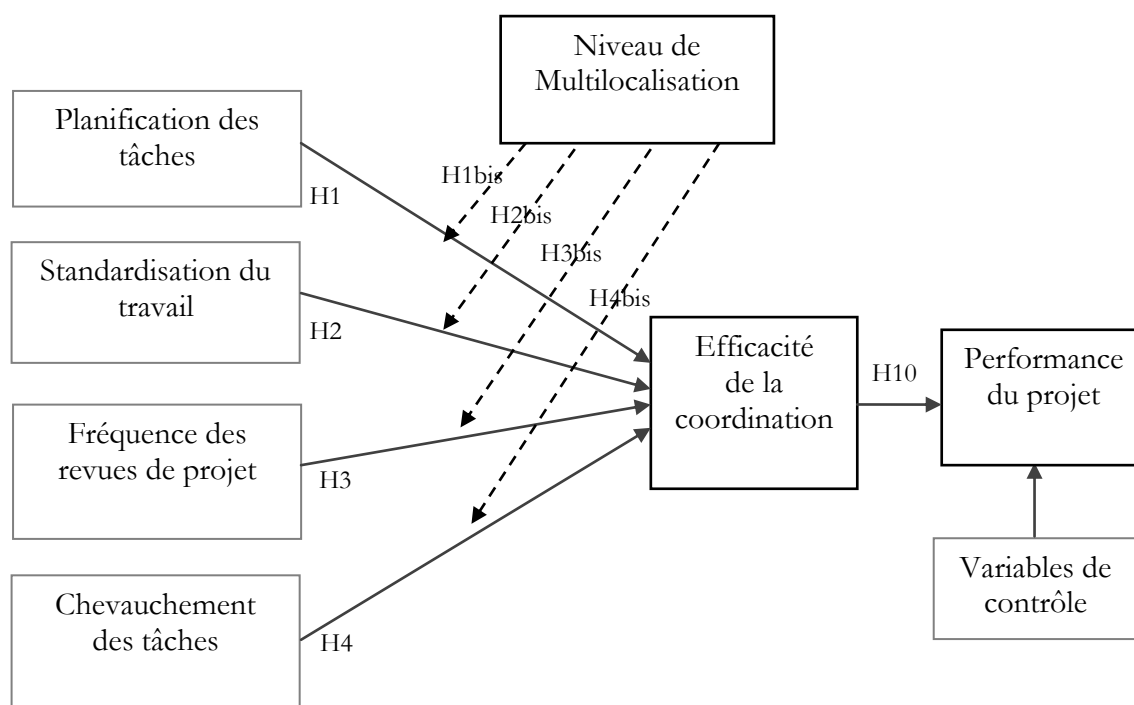 Niveau de
Multilocalisation
Planification des
tâches
H1bis
H1
H2bis
Standardisation du
travail
H3bis
H4bis
H2
Efficacité
de la
coordination
H10
Performance
du projet
Fréquence des
revues de projet
H3
Variables de
contrôle
Chevauchement
des tâches
H4